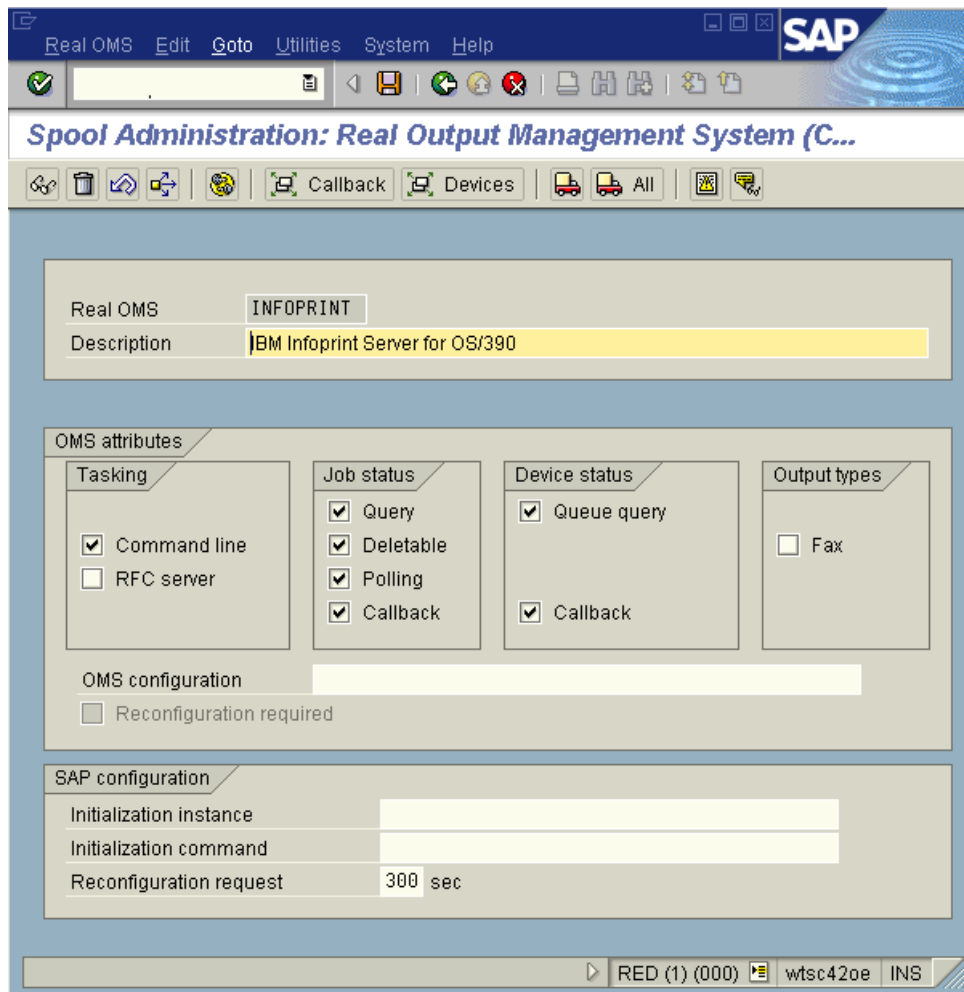 Real OMS Edit Goto Utilities System Help
SAP
Spool Administration: Real Output Management System (C...
Callback Devices All
Real OMS INFOPRINT
Description IBM Infoprint Server for OS/390
OMS attributes
Tasking Job status Device status Output types
Query Queue query
Command line Deletable Fax
RFC server Polling
Callback Callback
OMS configuration
Reconfiguration required
SAP configuration
Initialization instance
Initialization command
Reconfiguration request 300 sec
RED (1) (000) wtsc42oe INS